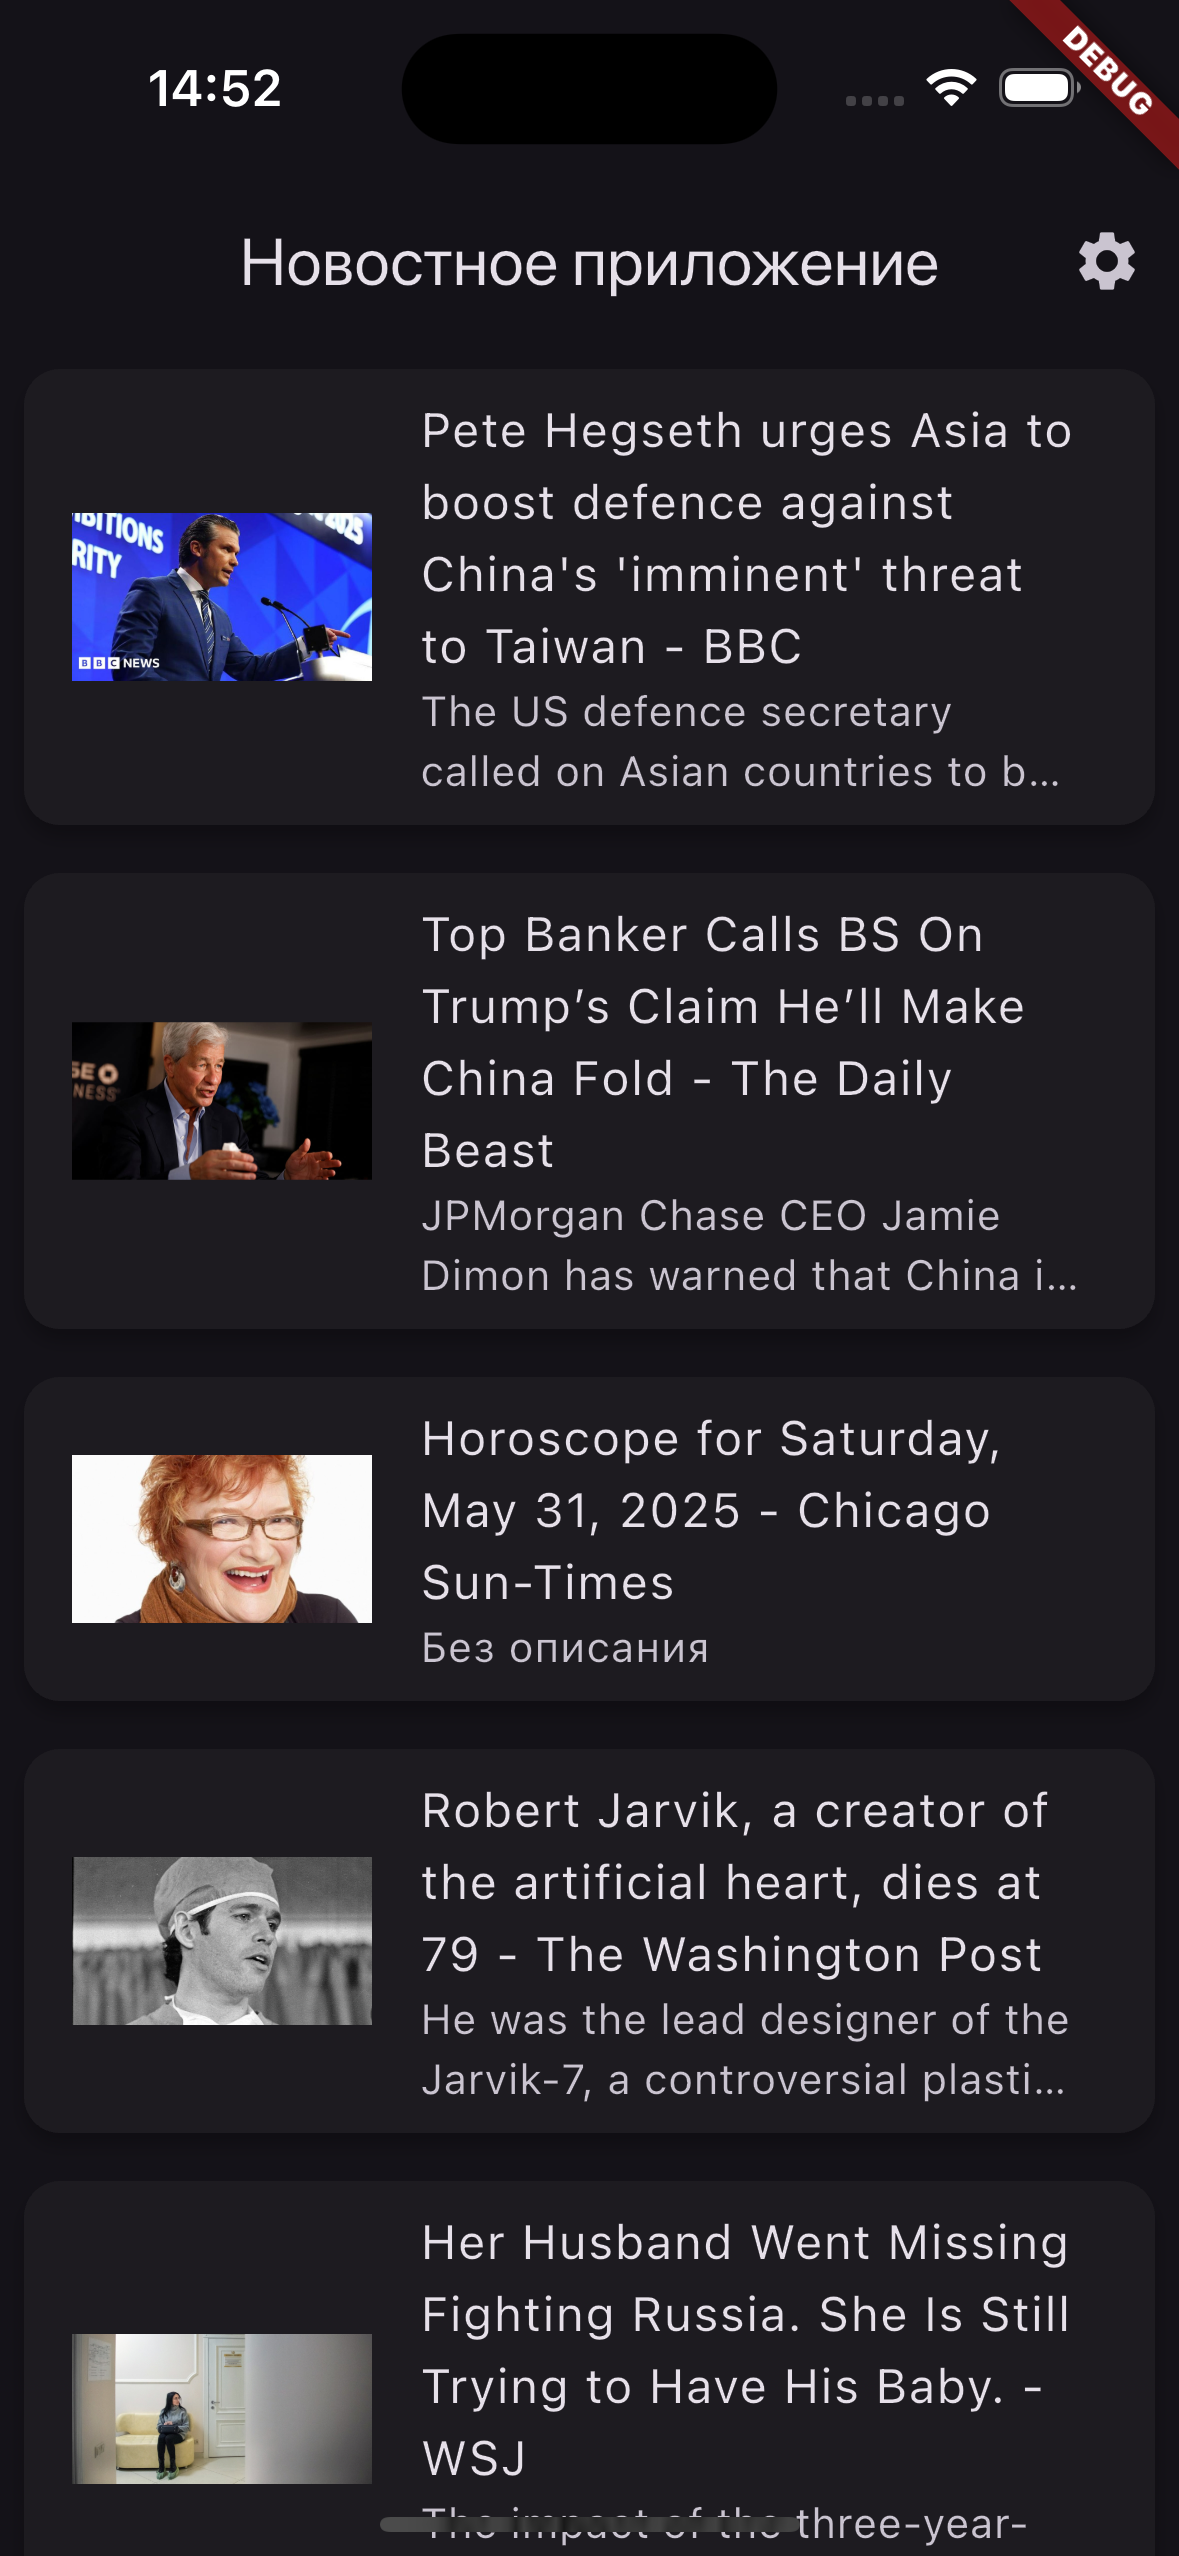 14:52
DEBUG
Новостное приложение
BITIONS
2025
RITY
BBC NEWS
Pete Hegseth urges Asia to
boost defence against
China's 'imminent' threat
to Taiwan - BBC
The US defence secretary
called on Asian countries to b...
SE
NESS
Top Banker Calls BS On
Trump’s Claim He’ll Make
China Fold - The Daily
Beast
JPMorgan Chase CEO Jamie
Dimon has warned that China i...
Horoscope for Saturday,
May 31, 2025 - Chicago
Sun-Times
Без описания
Robert Jarvik, a creator of
the artificial heart, dies at
79 - The Washington Post
He was the lead designer of the
Jarvik-7, a controversial plasti...
Her Husband Went Missing
Fighting Russia. She Is Still
Trying to Have His Baby. -
WSJ
The impact of the three-year-